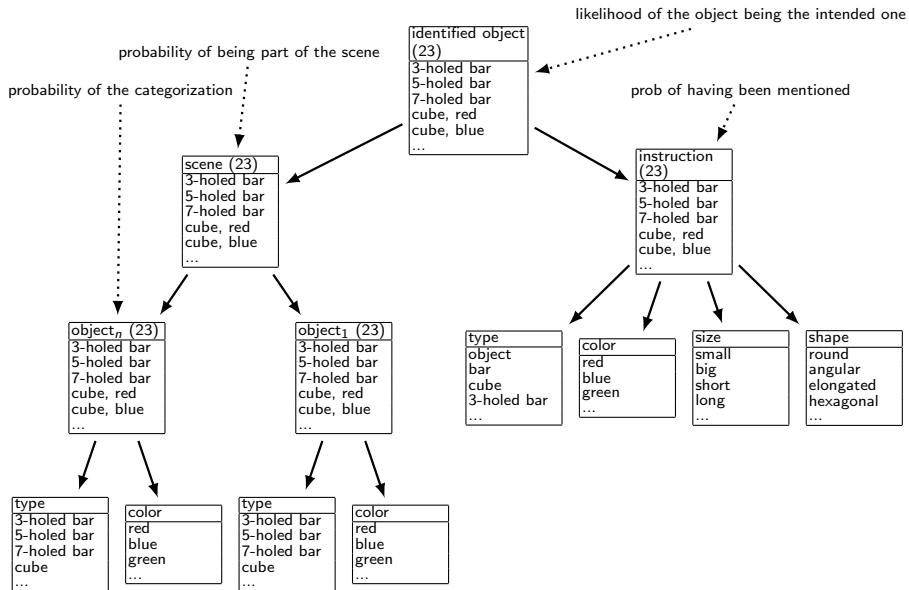 likelihood of the object being the intended one
identified object
(23)
3-holed bar
5-holed bar
7-holed bar
cube, red
cube, blue
...
probability of being part of the scene
probability of the categorization
prob of having been mentioned
scene (23)
3-holed bar
5-holed bar
7-holed bar
cube, red
cube, blue
...
instruction
(23)
3-holed bar
5-holed bar
7-holed bar
cube, red
cube, blue
...
objectₙ (23)
3-holed bar
5-holed bar
7-holed bar
cube, red
cube, blue
...
object₁ (23)
3-holed bar
5-holed bar
7-holed bar
cube, red
cube, blue
...
type
object
bar
cube
3-holed bar
...
color
red
blue
green
...
size
small
big
short
long
...
shape
round
angular
elongated
hexagonal
...
type
3-holed bar
5-holed bar
7-holed bar
cube
...
color
red
blue
green
...
type
3-holed bar
5-holed bar
7-holed bar
cube
...
color
red
blue
green
...